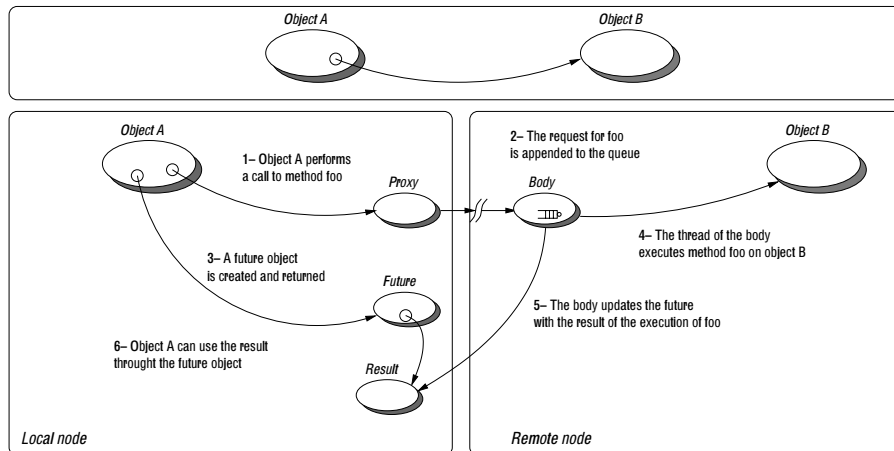 Object A
Object B
Object A
1– Object A performs
a call to method foo
Proxy
2– The request for foo
is appended to the queue
Body
Object B
3– A future object
is created and returned
Future
4– The thread of the body
executes method foo on object B
5– The body updates the future
with the result of the execution of foo
6– Object A can use the result
throught the future object
Result
Local node
Remote node